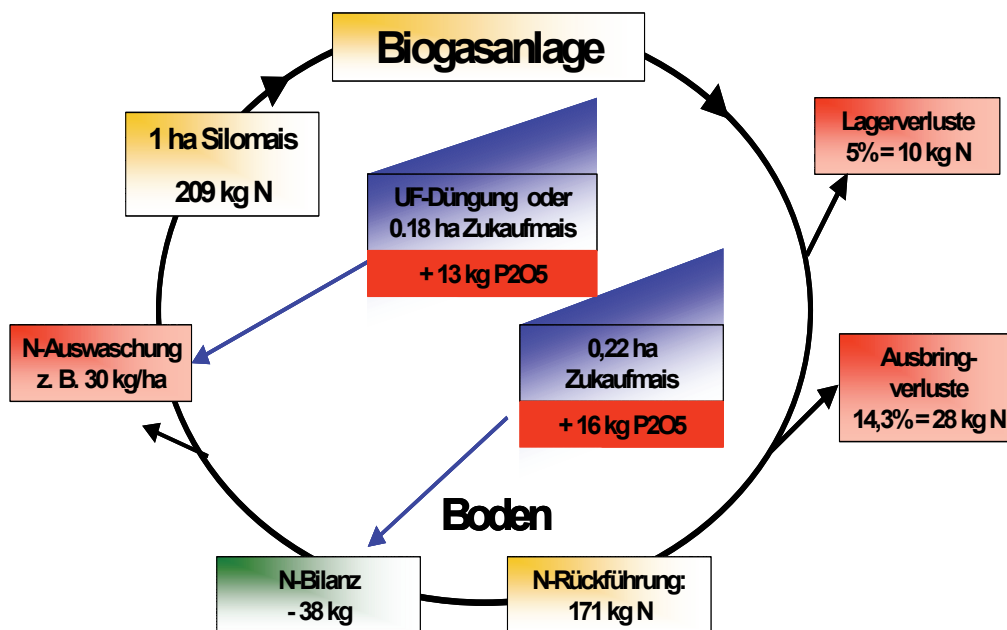 Biogasanlage
1 ha Silomais
209 kg N
Lagerverluste
5% = 10 kg N
UF-Düngung oder
0.18 ha Zukaufmais
+ 13 kg P2O5
N-Auswaschung
z. B. 30 kg/ha
0,22 ha
Zukaufmais
+ 16 kg P2O5
Ausbring-
verluste
14,3% = 28 kg N
Boden
N-Bilanz
- 38 kg
N-Rückführung:
171 kg N